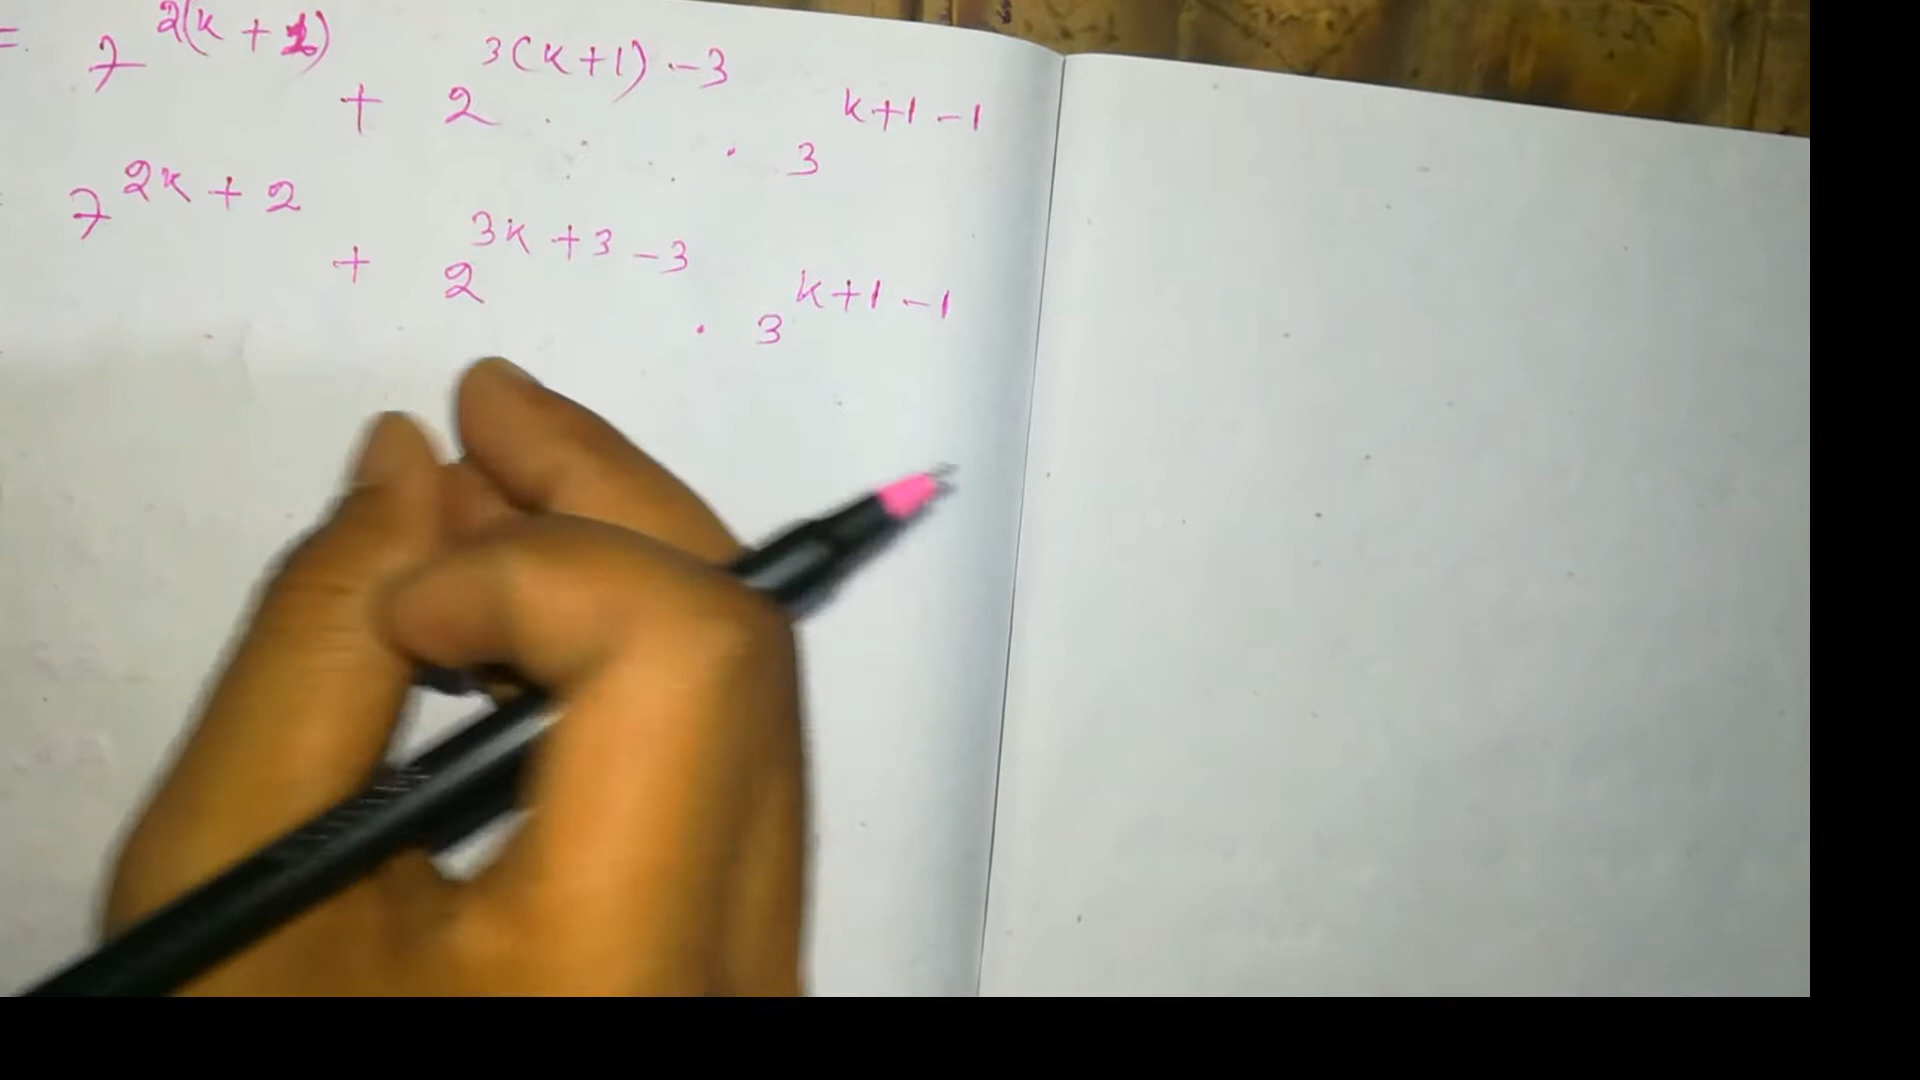 = 7^2(k+1) + 2^3(k+1)-3 . 3^k+1-1
= 7^2k+2 + 2^3k+3-3 . 3^k+1-1